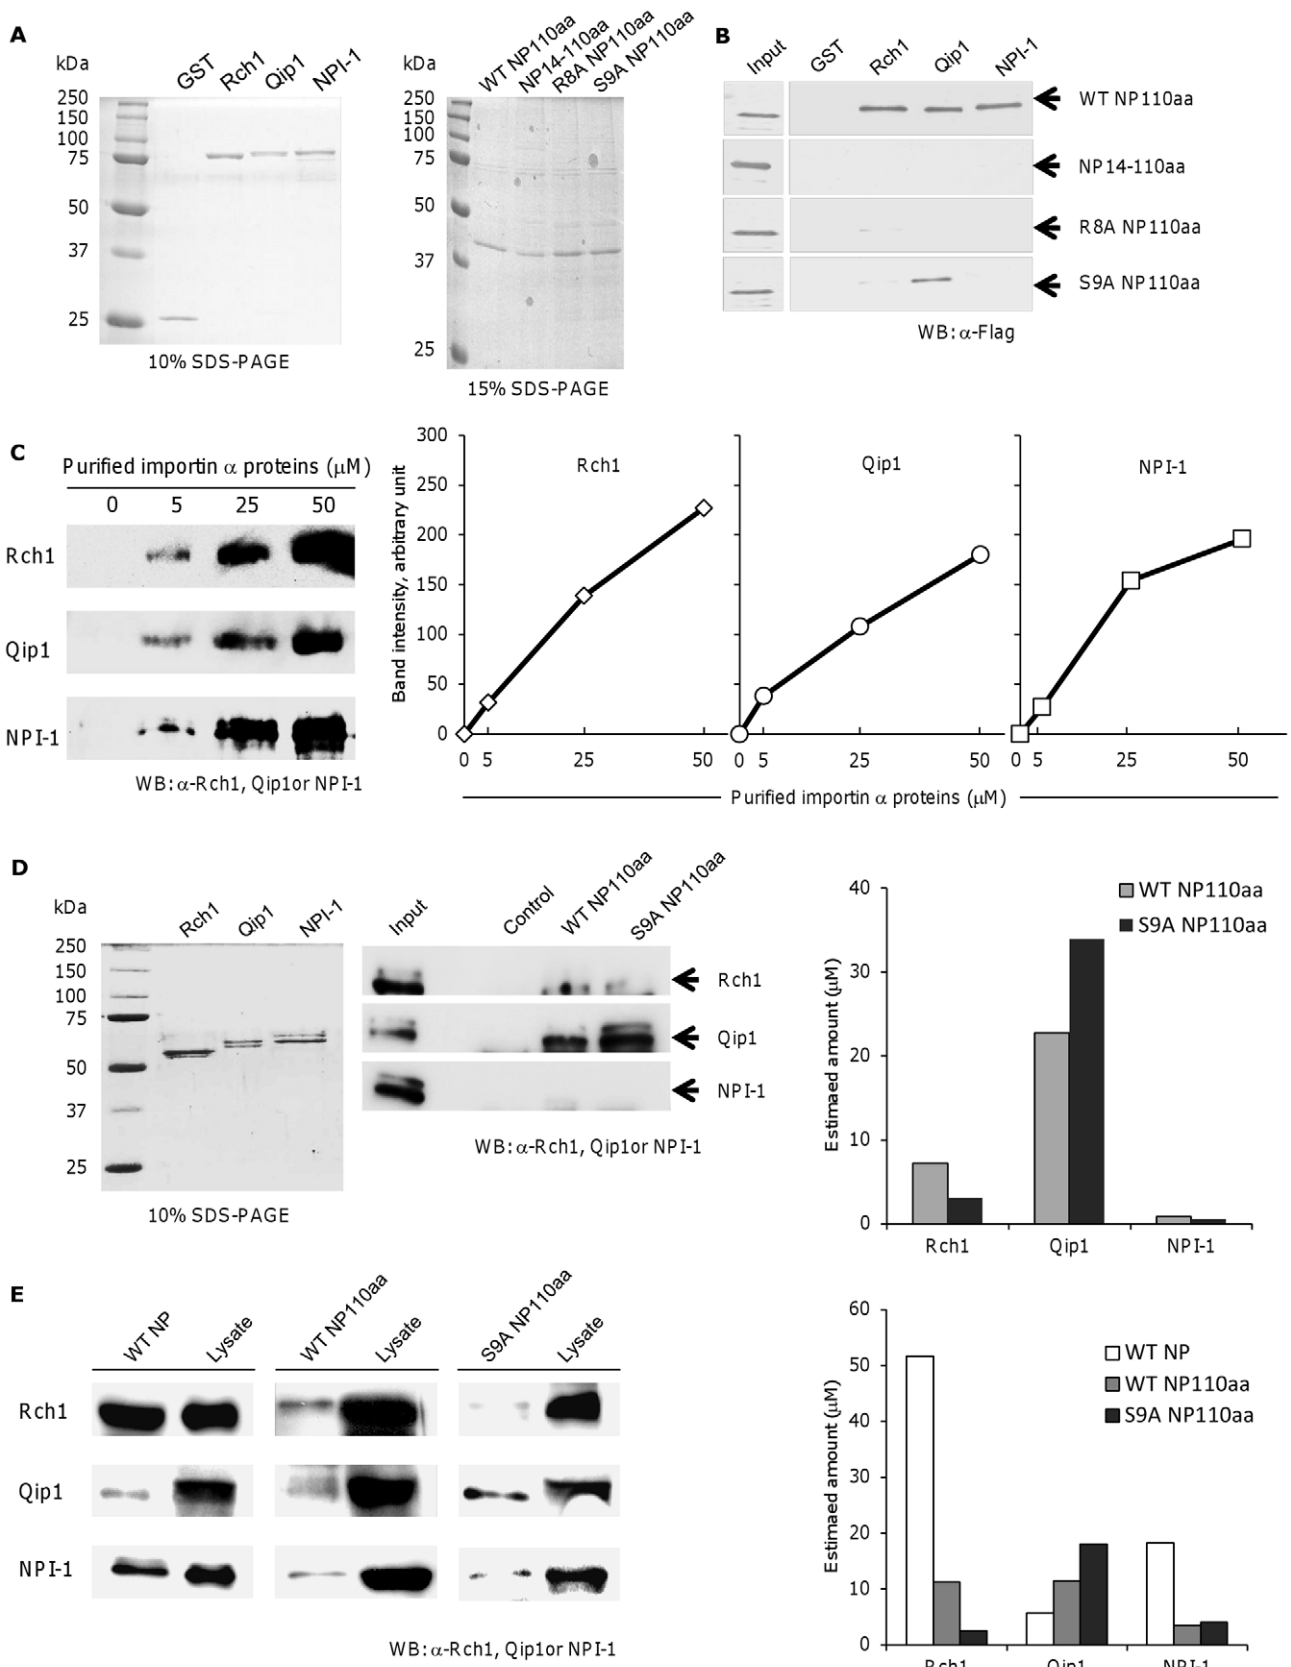 A
kDa
GST
Rch1
Qip1
NPI-1
250
150
100
75
50
37
25
10% SDS-PAGE
kDa
WT NP110aa
NP14-110aa
R8A NP110aa
S9A NP110aa
250
150
100
75
50
37
25
15% SDS-PAGE
B
Input
GST
Rch1
Qip1
NPI-1
WT NP110aa
NP14-110aa
R8A NP110aa
S9A NP110aa
WB:α-Flag
C
Purified importin α proteins (μM)
0 5 25 50
Rch1
Qip1
NPI-1
WB:α-Rch1, Qip1or NPI-1
Band intensity, arbitrary unit
300
250
200
150
100
50
0
Rch1
Qip1
NPI-1
0 5 25 50
0 5 25 50
0 5 25 50
Purified importin α proteins (μM)
D
kDa
Rch1
Qip1
NPI-1
250
150
100
75
50
37
25
10% SDS-PAGE
Input
Control
WT NP110aa
S9A NP110aa
Rch1
Qip1
NPI-1
WB:α-Rch1, Qip1or NPI-1
Estimaed amount (μM)
40
30
20
10
0
WT NP110aa
S9A NP110aa
Rch1
Qip1
NPI-1
E
WT NP
Lysate
WT NP110aa
Lysate
S9A NP110aa
Lysate
Rch1
Qip1
NPI-1
WB:α-Rch1, Qip1or NPI-1
Estimaed amount (μM)
60
50
40
30
20
10
0
WT NP
WT NP110aa
S9A NP110aa
Rch1
Qip1
NPI-1